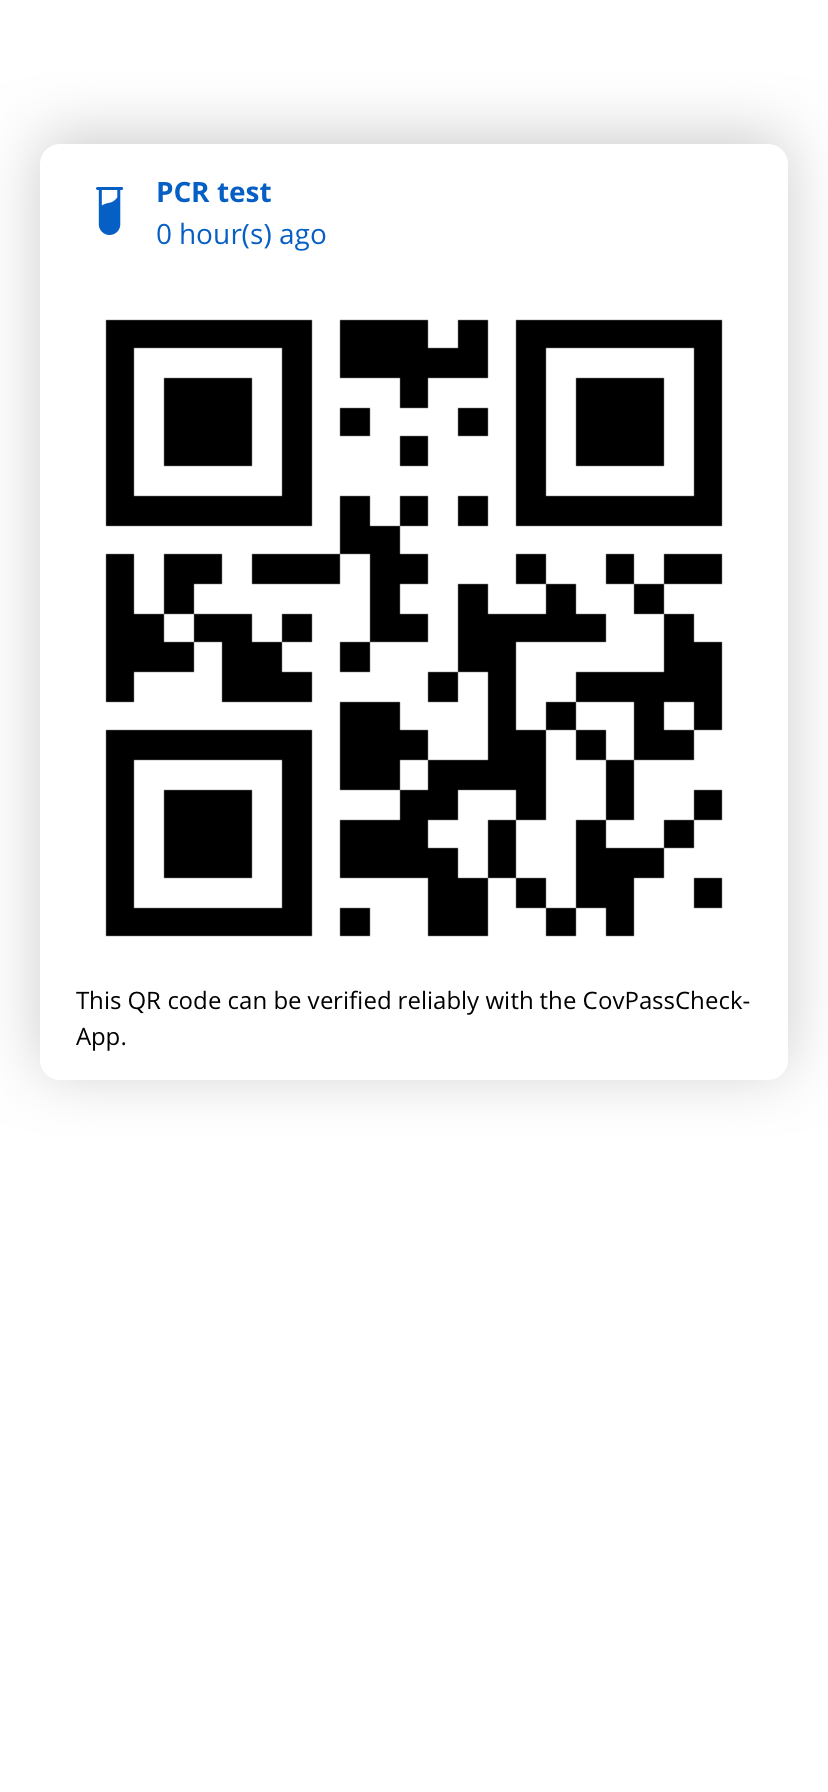 PCR test
0 hour(s) ago
This QR code can be verified reliably with the CovPassCheck-
App.